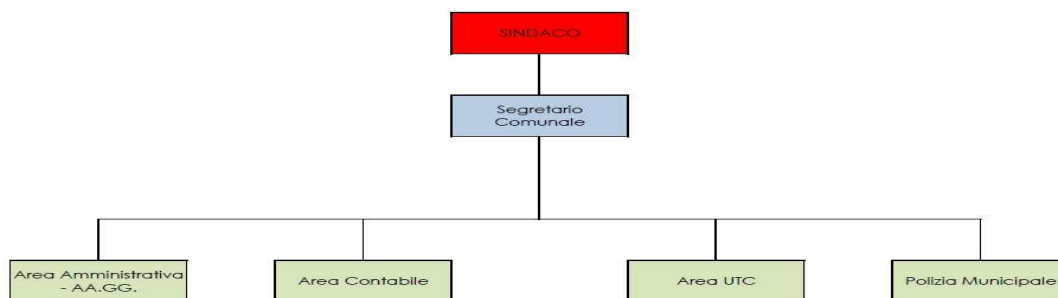 SINDACO
Segretario
Comunale
Area Amministrativa
- AA.GG.
Area Contabile
Area UTC
Polizia Municipale